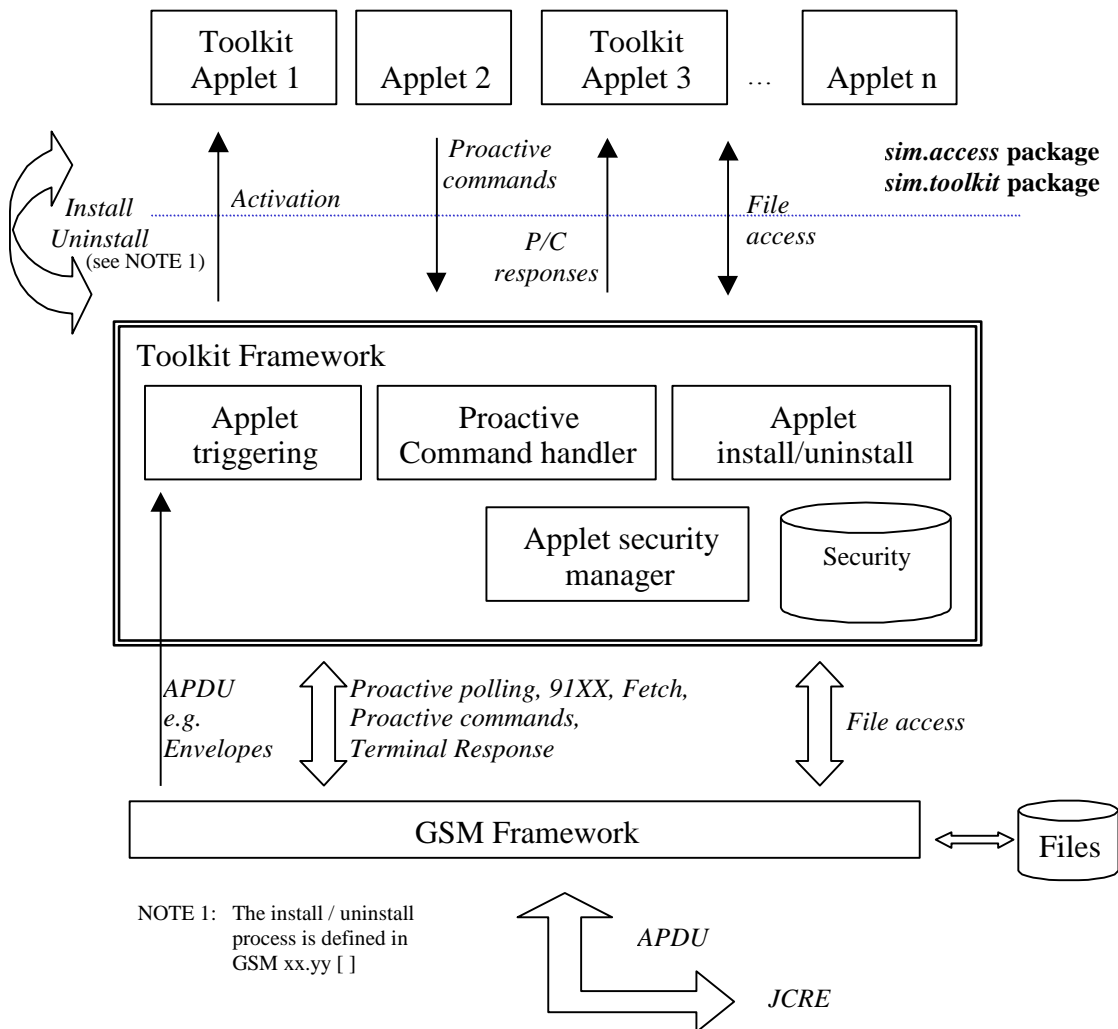 Toolkit
Applet 1
Applet 2
Toolkit
Applet 3
...
Applet n
Proactive
commands
sim.access package
sim.toolkit package
Install
Uninstall
(see NOTE 1)
Activation
P/C
responses
File
access
Toolkit Framework
Applet
triggering
Proactive
Command handler
Applet
install/uninstall
Applet security
manager
Security
APDU
e.g.
Envelopes
Proactive polling, 91XX, Fetch,
Proactive commands,
Terminal Response
File access
GSM Framework
Files
NOTE 1: The install / uninstall
process is defined in
GSM xx.yy [ ]
APDU
JCRE